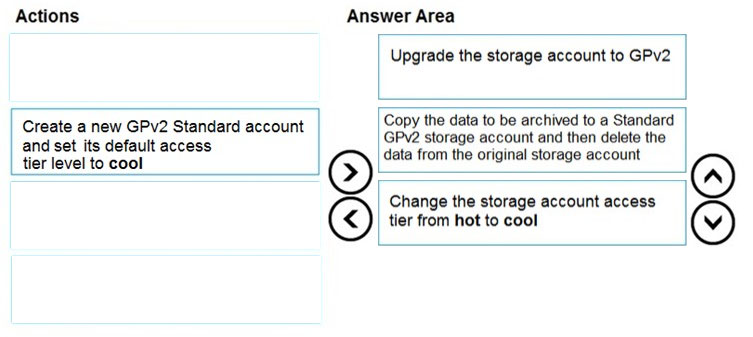 Actions
Answer Area
Create a new GPv2 Standard account
and set its default access
tier level to cool
Upgrade the storage account to GPv2
Copy the data to be archived to a Standard
GPv2 storage account and then delete the
data from the original storage account
Change the storage account access
tier from hot to cool